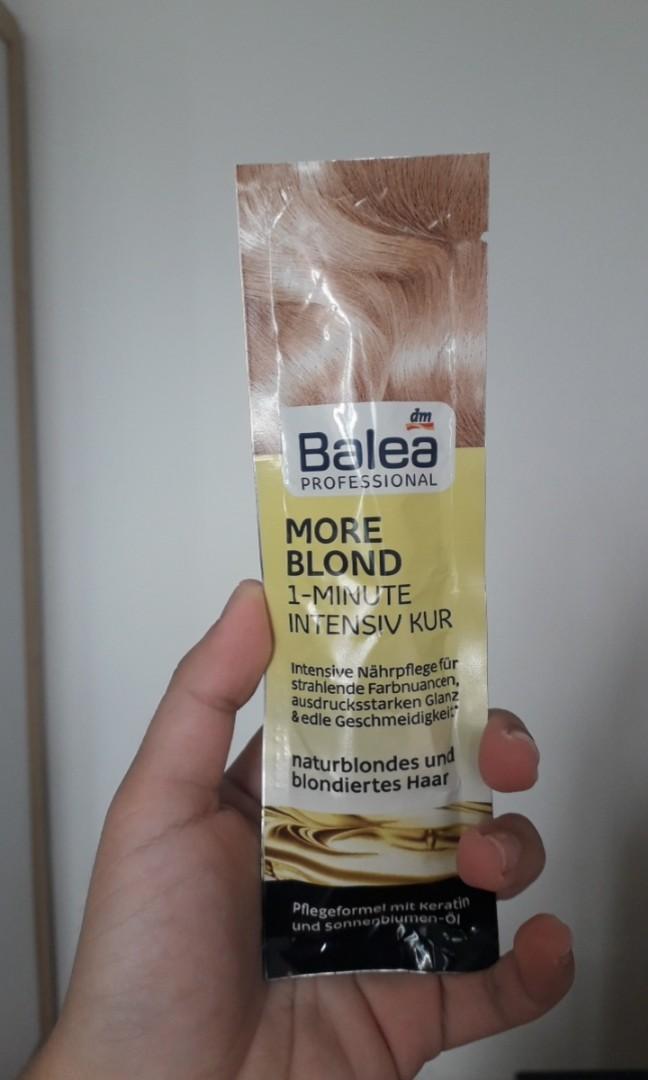 dm
Balea
PROFESSIONAL
MORE
BLOND
1-MINUTE
INTENSIV KUR
Intensive Nährpflege für
strahlende Farbnuancen,
ausdrucksstarken Glanz
& edle Geschmeidigkeit*
naturblondes und
blondiertes Haar
Pflegeformel mit Keratin
und Sonnenblumen-Öl